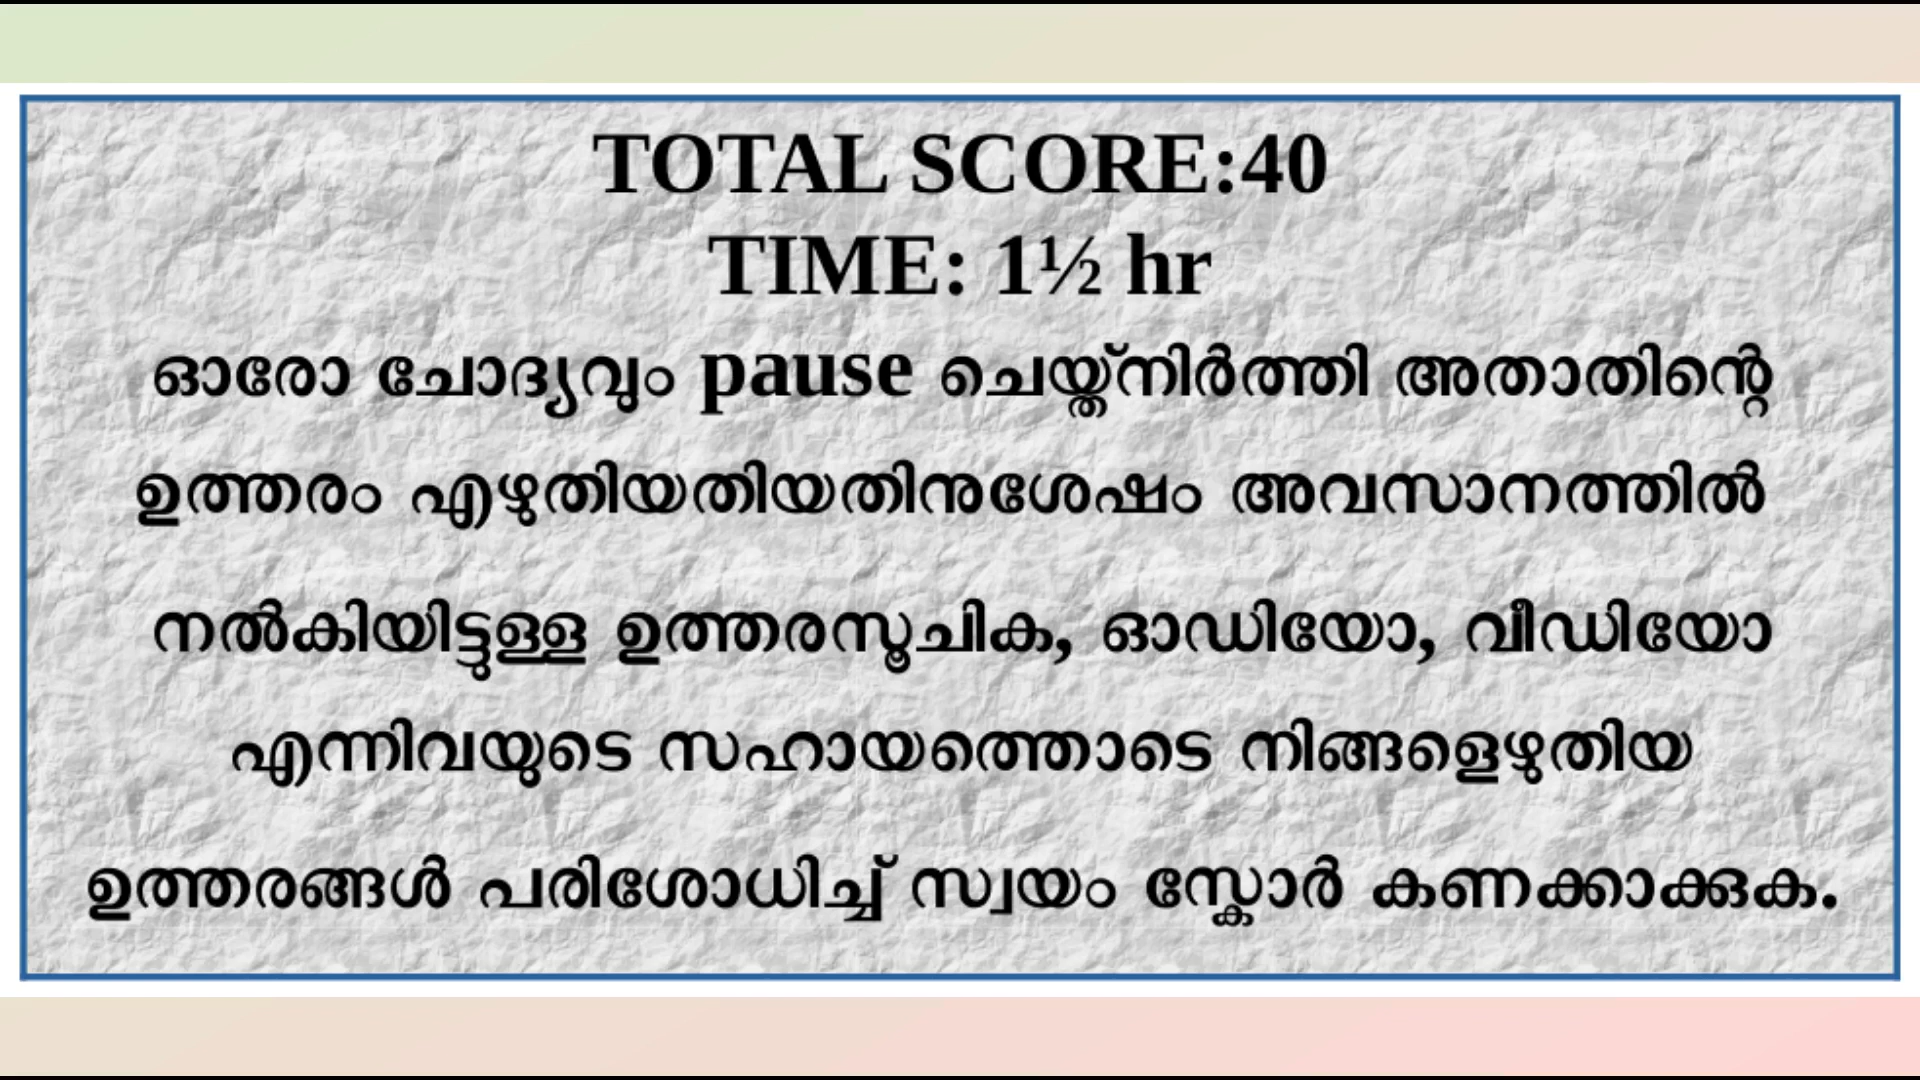 TOTAL SCORE:40
TIME: 1½ hr
ഓരോ ചോദ്യവും pause ചെയ്ത്നിർത്തി അതാതിന്റെ
ഉത്തരം എഴുതിയതിയതിനുശേഷം അവസാനത്തിൽ
നൽകിയിട്ടുള്ള ഉത്തരസൂചിക, ഓഡിയോ, വീഡിയോ
എന്നിവയുടെ സഹായത്തൊടെ നിങ്ങളെഴുതിയ
ഉത്തരങ്ങൾ പരിശോധിച്ച് സ്വയം സ്കോർ കണക്കാക്കുക.